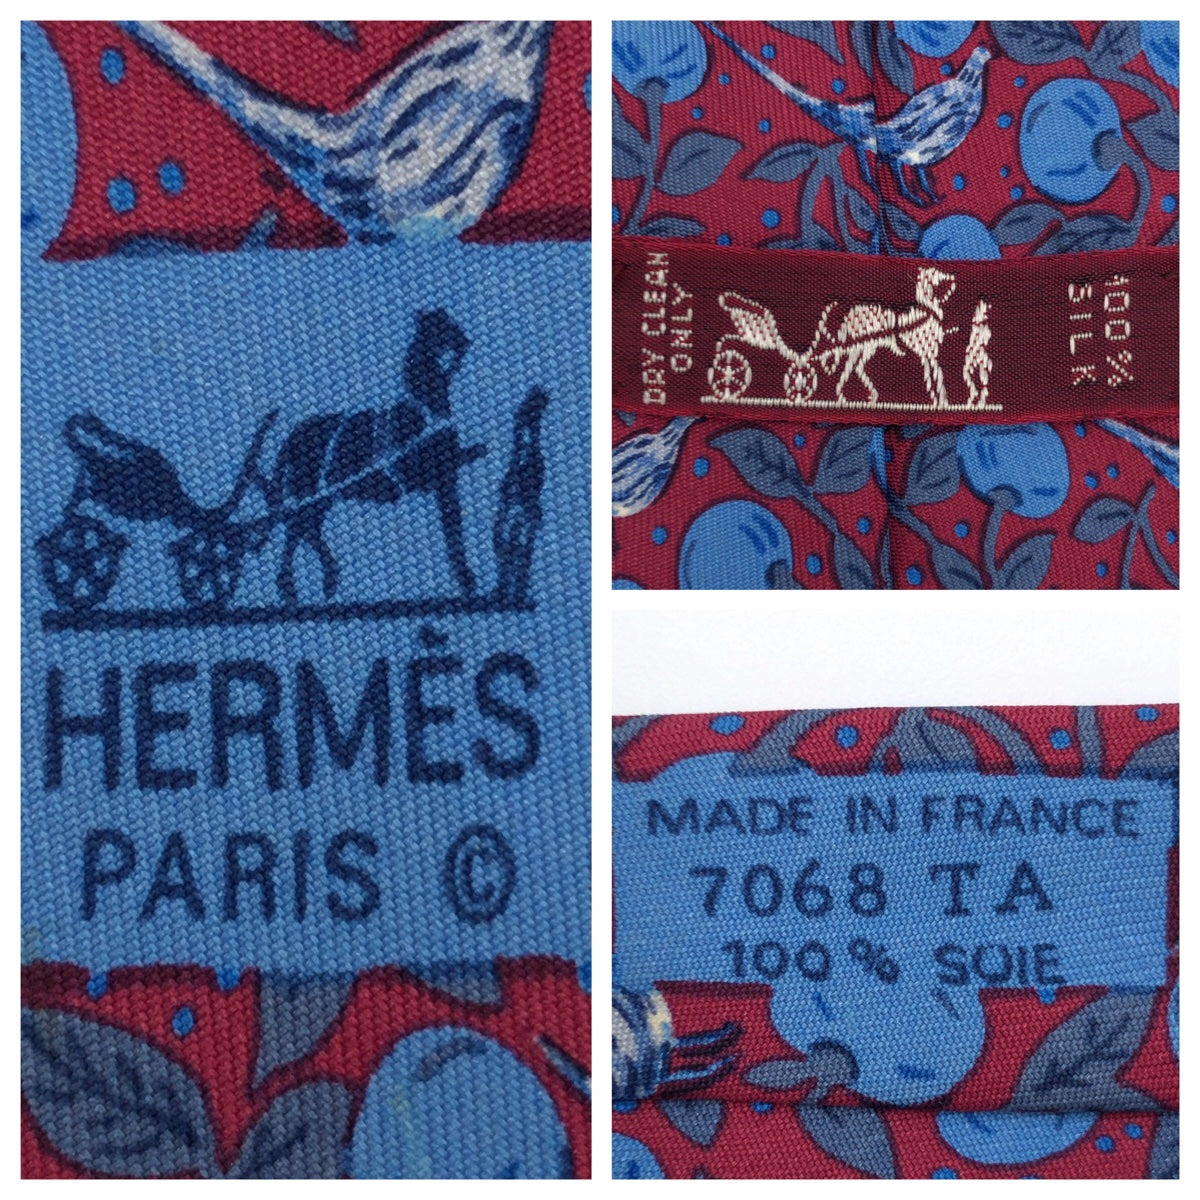 HERMÈS
PARIS ©
DRY CLEAN
ONLY
100%
SILK
MADE IN FRANCE
7068 TA
100% SOIE